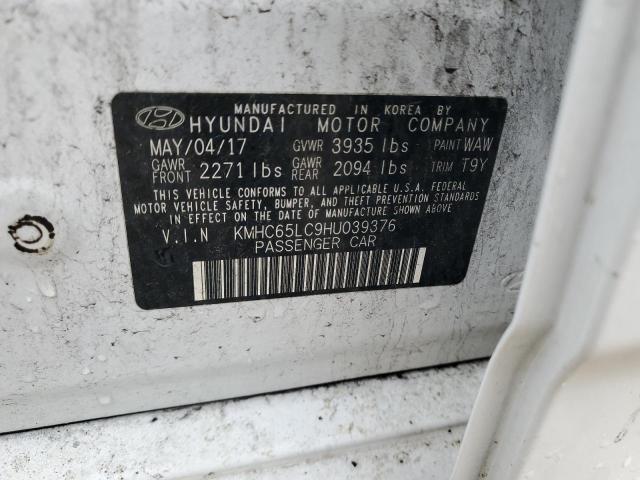 MANUFACTURED IN KOREA BY
HYUNDAI MOTOR COMPANY
MAY/04/17 GVWR 3935 lbs PAINT WAW
GAWR FRONT 2271 lbs GAWR REAR 2094 lbs TRIM T9Y
THIS VEHICLE CONFORMS TO ALL APPLICABLE U.S.A. FEDERAL
MOTOR VEHICLE SAFETY, BUMPER, AND THEFT PREVENTION STANDARDS
IN EFFECT ON THE DATE OF MANUFACTURE SHOWN ABOVE.
V.I.N KMHC65LC9HU039376
PASSENGER CAR